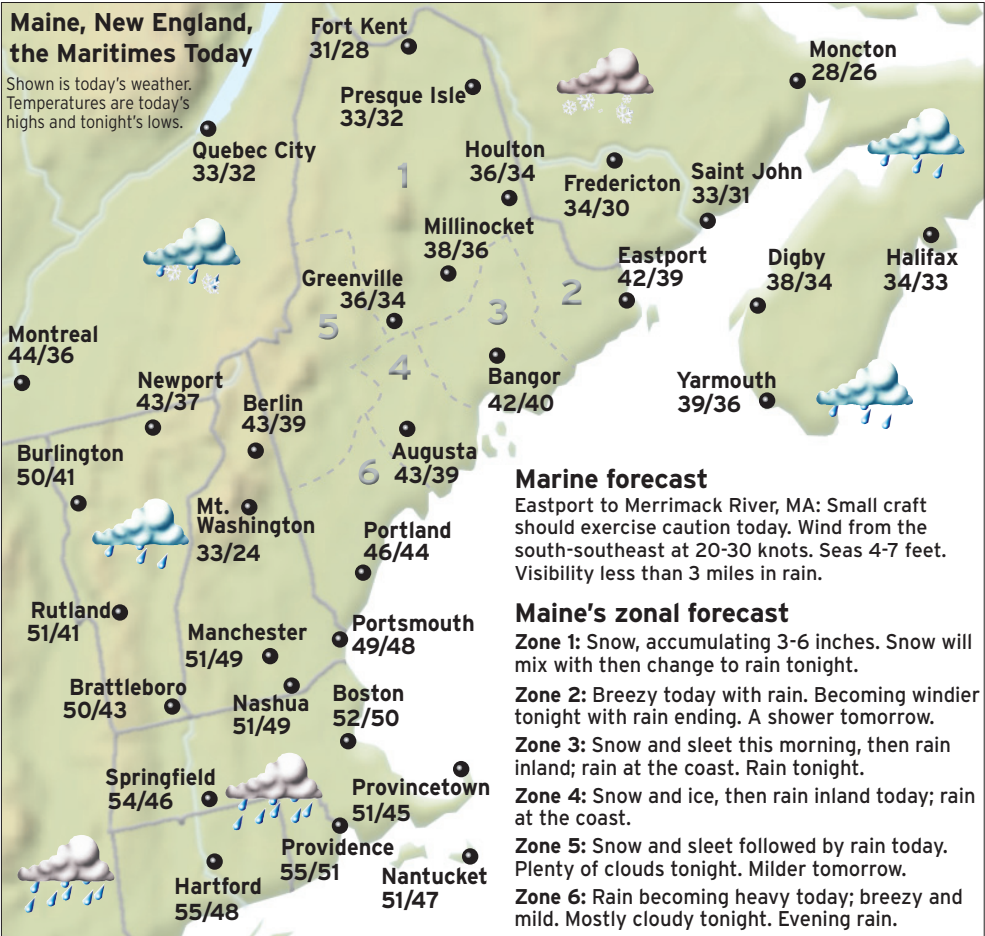 Maine, New England,
the Maritimes Today
Shown is today's weather.
Temperatures are today's
highs and tonight's lows.
Fort Kent
31/28
Moncton
28/26
Presque Isle
33/32
Quebec City
33/32
Houlton
36/34
Fredericton
34/30
Saint John
33/31
1
Millinocket
38/36
Eastport
42/39
Digby
38/34
Halifax
34/33
Greenville
36/34
2
3
5
4
Montreal
44/36
Newport
43/37
Berlin
43/39
Bangor
42/40
Yarmouth
39/36
Burlington
50/41
Augusta
43/39
6
Mt.
Washington
33/24
Portland
46/44
Rutland
51/41
Manchester
51/49
Portsmouth
49/48
Brattleboro
50/43
Nashua
51/49
Boston
52/50
Springfield
54/46
Provincetown
51/45
Providence
55/51
Hartford
55/48
Nantucket
51/47
Marine forecast
Eastport to Merrimack River, MA: Small craft
should exercise caution today. Wind from the
south-southeast at 20-30 knots. Seas 4-7 feet.
Visibility less than 3 miles in rain.
Maine's zonal forecast
Zone 1: Snow, accumulating 3-6 inches. Snow will
mix with then change to rain tonight.
Zone 2: Breezy today with rain. Becoming windier
tonight with rain ending. A shower tomorrow.
Zone 3: Snow and sleet this morning, then rain
inland; rain at the coast. Rain tonight.
Zone 4: Snow and ice, then rain inland today; rain
at the coast.
Zone 5: Snow and sleet followed by rain today.
Plenty of clouds tonight. Milder tomorrow.
Zone 6: Rain becoming heavy today; breezy and
mild. Mostly cloudy tonight. Evening rain.